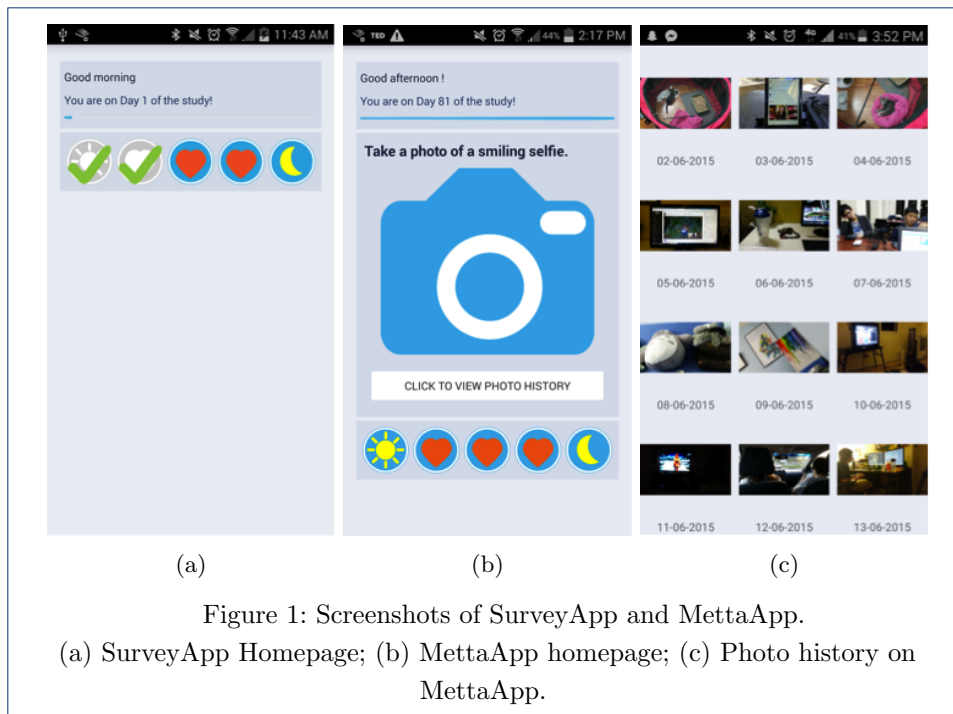 11:43 AM
Good morning
You are on Day 1 of the study!
TED 44% 2:17 PM
Good afternoon !
You are on Day 81 of the study!
Take a photo of a smiling selfie.
CLICK TO VIEW PHOTO HISTORY
4G 41% 3:52 PM
02-06-2015 03-06-2015 04-06-2015
05-06-2015 06-06-2015 07-06-2015
08-06-2015 09-06-2015 10-06-2015
11-06-2015 12-06-2015 13-06-2015
(a) (b) (c)
Figure 1: Screenshots of SurveyApp and MettaApp.
(a) SurveyApp Homepage; (b) MettaApp homepage; (c) Photo history on
MettaApp.